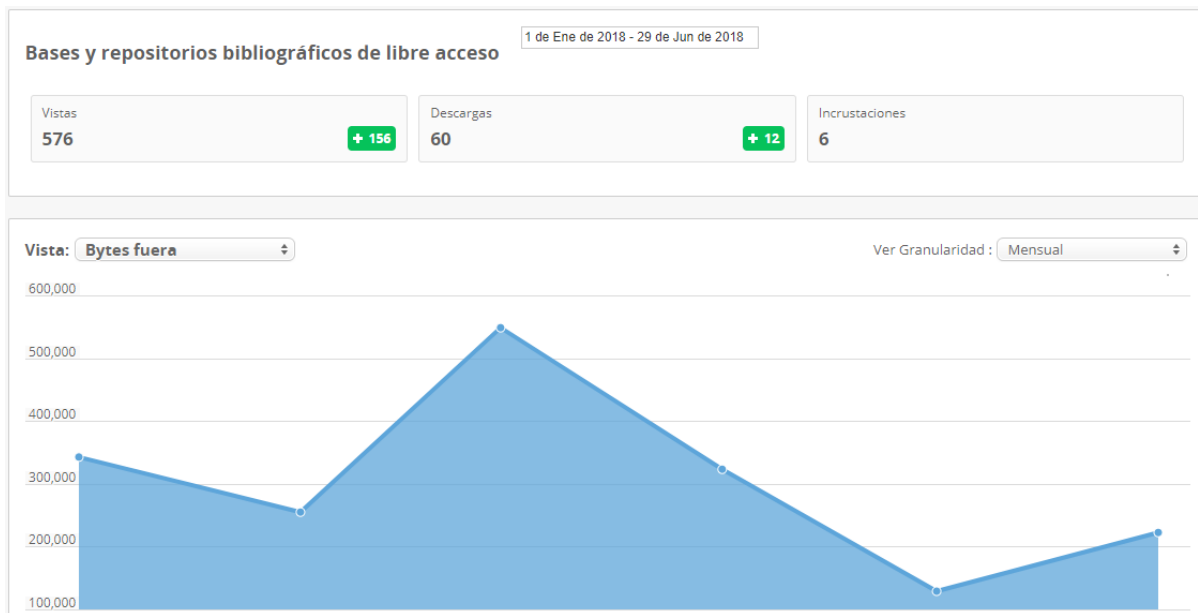 1 de Ene de 2018 - 29 de Jun de 2018
Bases y repositorios bibliográficos de libre acceso
Vistas
576
+ 156
Descargas
60
+ 12
Incrustaciones
6
Vista: Bytes fuera
Ver Granularidad : Mensual
600,000
500,000
400,000
300,000
200,000
100,000